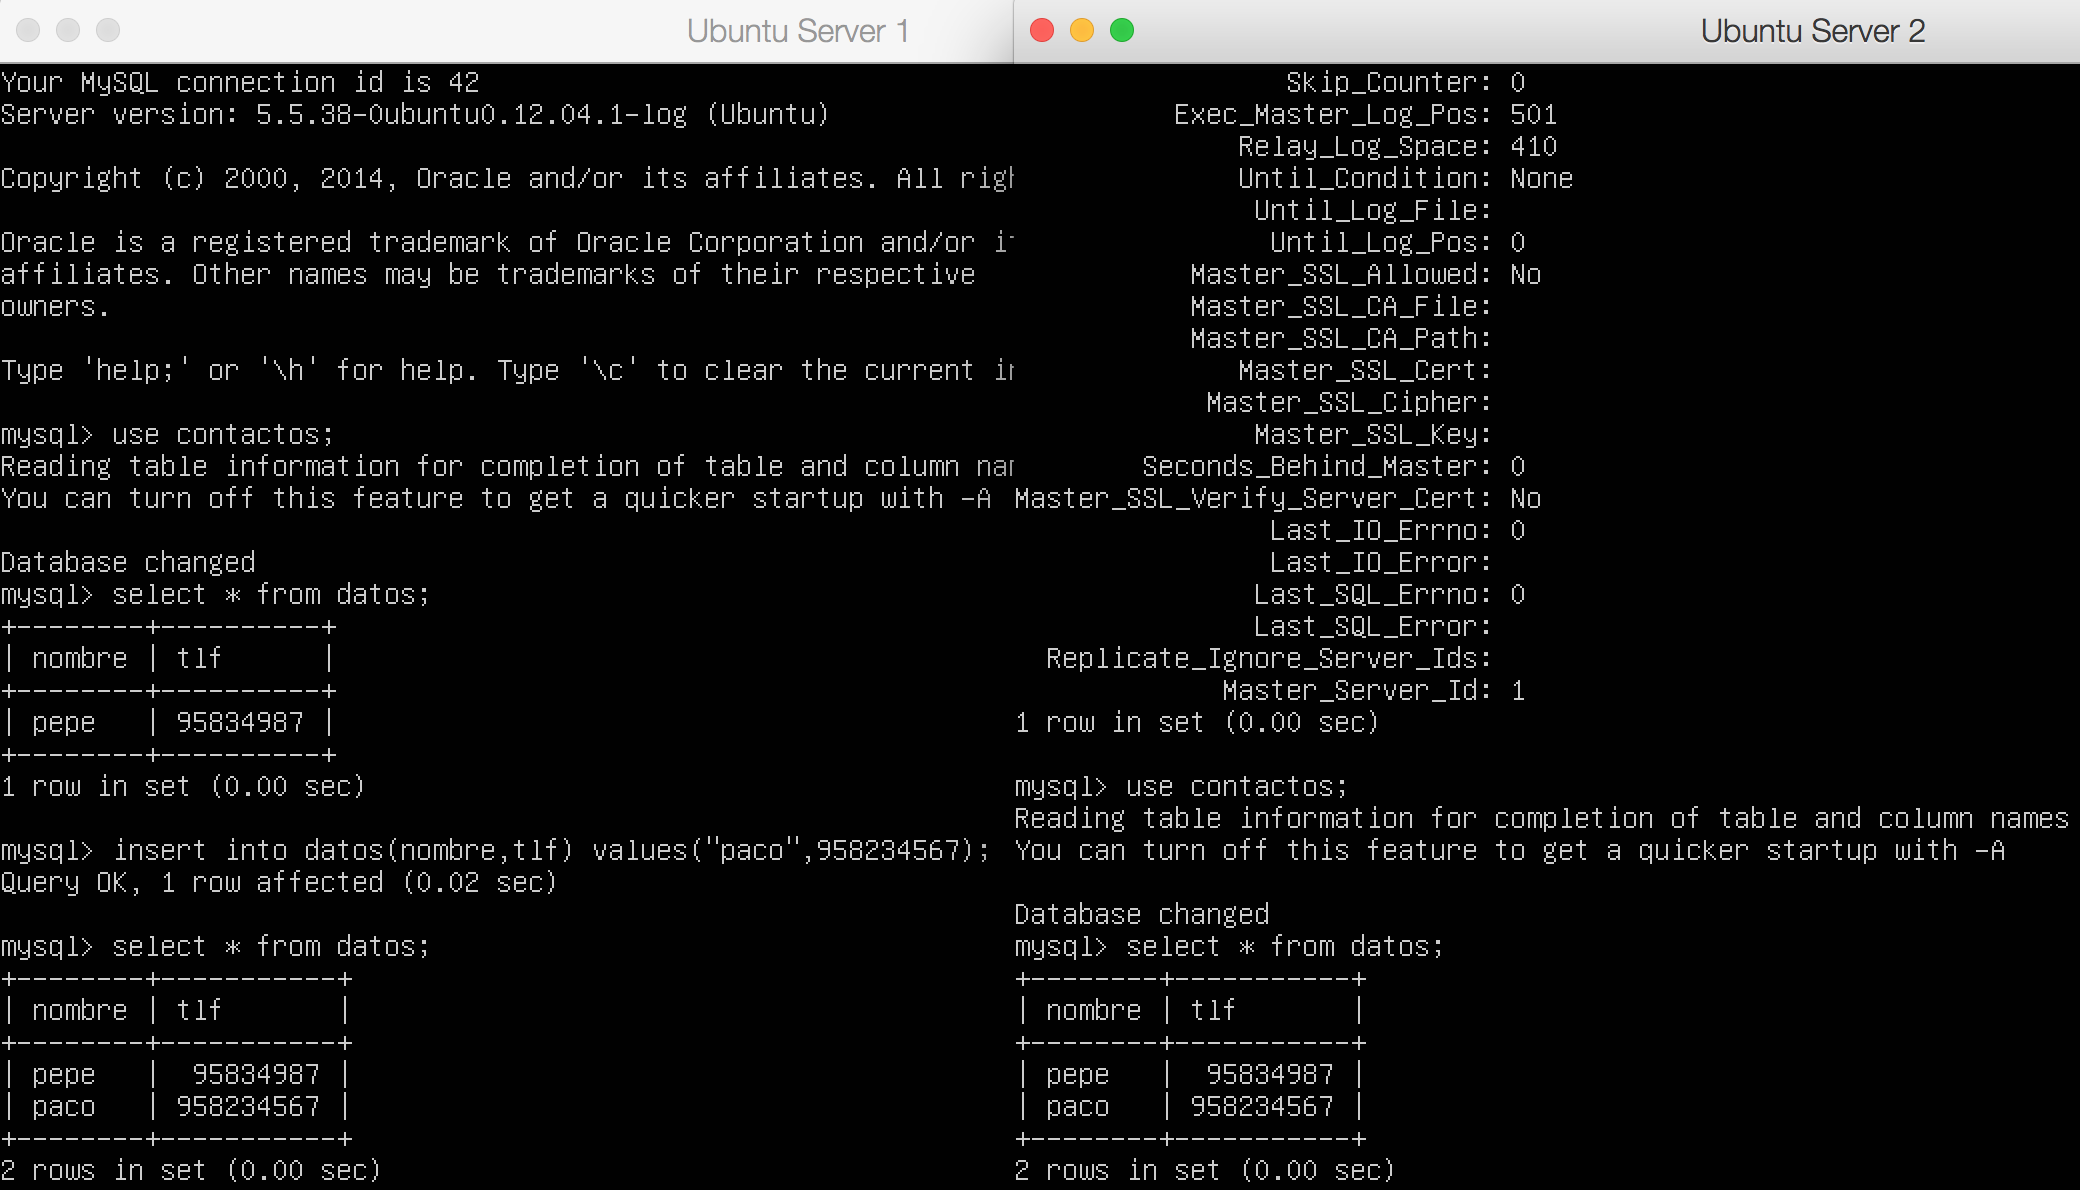 Ubuntu Server 1
Your MySQL connection id is 42
Server version: 5.5.38-0ubuntu0.12.04.1-log (Ubuntu)
Copyright (c) 2000, 2014, Oracle and/or its affiliates. All
Oracle is a registered trademark of Oracle Corporation and/or
affiliates. Other names may be trademarks of their respective
owners.
Type 'help;' or '\h' for help. Type '\c' to clear the current
mysql> use contactos;
Reading table information for completion of table and column
You can turn off this feature to get a quicker startup with -A
Database changed
mysql> select * from datos;
+--------+----------+
| nombre | tlf      |
+--------+----------+
| pepe   | 95834987 |
+--------+----------+
1 row in set (0.00 sec)
mysql> insert into datos(nombre,tlf) values("paco",958234567);
Query OK, 1 row affected (0.02 sec)
mysql> select * from datos;
+--------+-----------+
| nombre | tlf       |
+--------+-----------+
| pepe   |  95834987 |
| paco   | 958234567 |
+--------+-----------+
2 rows in set (0.00 sec)
Ubuntu Server 2
Skip_Counter: 0
Exec_Master_Log_Pos: 501
Relay_Log_Space: 410
Until_Condition: None
Until_Log_File:
Until_Log_Pos: 0
Master_SSL_Allowed: No
Master_SSL_CA_File:
Master_SSL_CA_Path:
Master_SSL_Cert:
Master_SSL_Cipher:
Master_SSL_Key:
Seconds_Behind_Master: 0
Master_SSL_Verify_Server_Cert: No
Last_IO_Errno: 0
Last_IO_Error:
Last_SQL_Errno: 0
Last_SQL_Error:
Replicate_Ignore_Server_Ids:
Master_Server_Id: 1
1 row in set (0.00 sec)
mysql> use contactos;
Reading table information for completion of table and column names
You can turn off this feature to get a quicker startup with -A
Database changed
mysql> select * from datos;
+--------+-----------+
| nombre | tlf       |
+--------+-----------+
| pepe   |  95834987 |
| paco   | 958234567 |
+--------+-----------+
2 rows in set (0.00 sec)